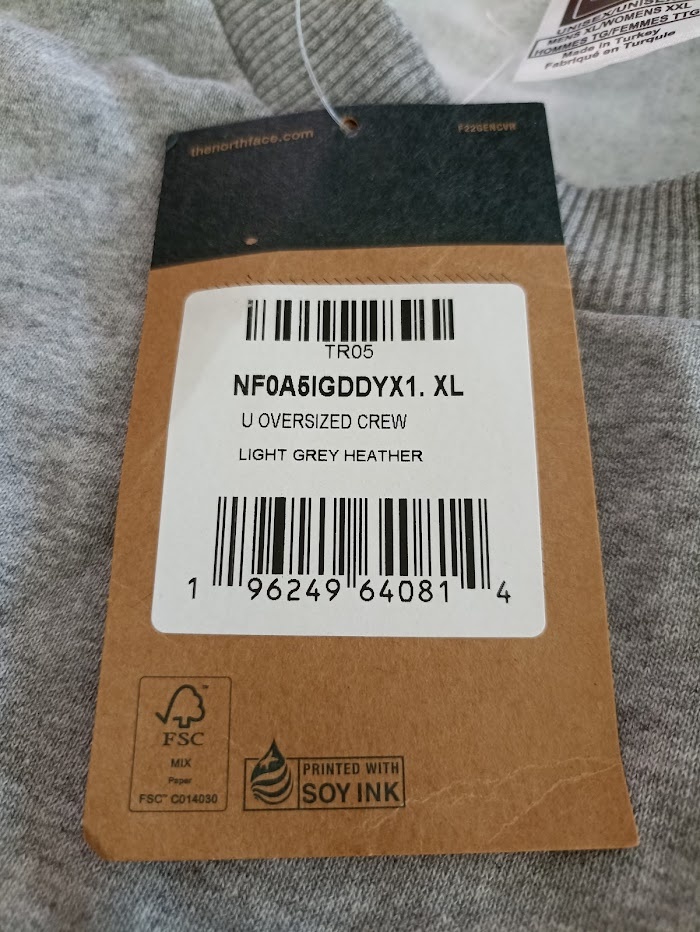 UNISEX/UNISEX
MENS XL/WOMENS XXL
HOMMES TG/FEMMES TTG
Made in Turkey
Fabriqué en Turquie
thenorthface.com
F22GENCVR
TR05
NF0A5IGDDYX1. XL
U OVERSIZED CREW
LIGHT GREY HEATHER
1 96249 64081 4
FSC
MIX
Paper
FSC™ C014030
PRINTED WITH
SOY INK